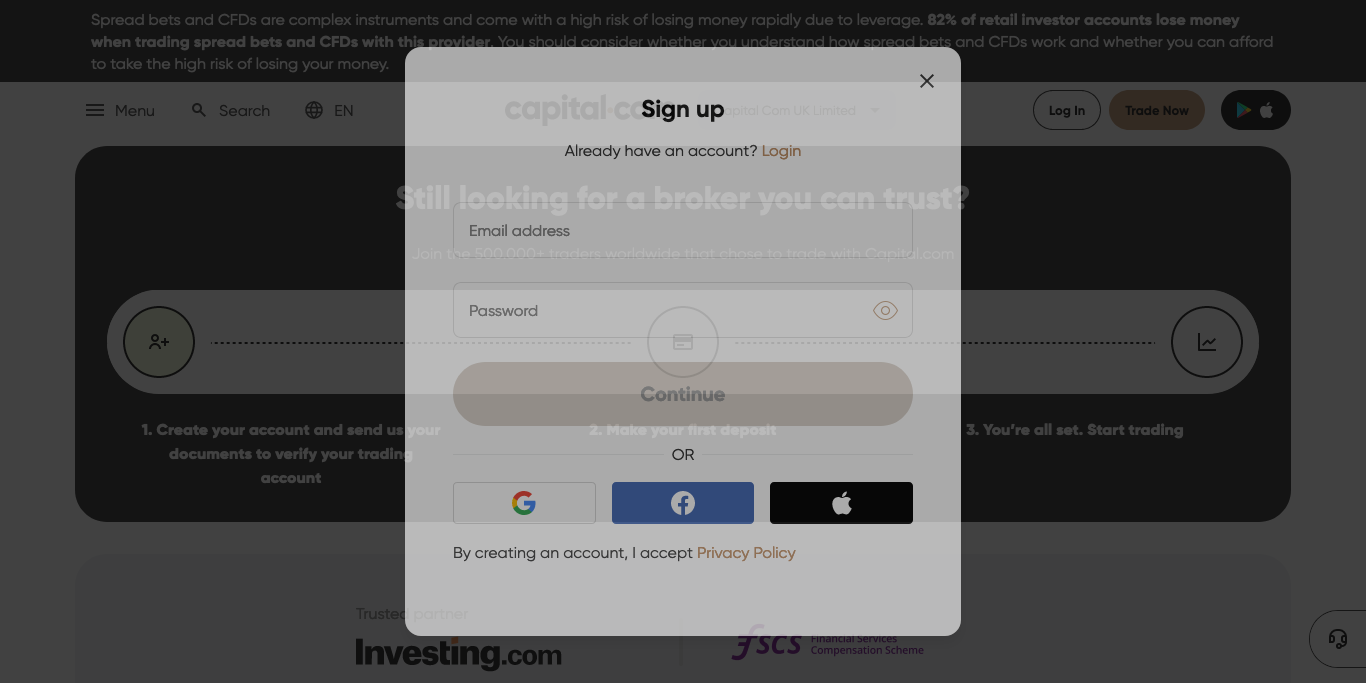 Spread bets and CFDs are complex instruments and come with a high risk of losing money rapidly due to leverage. 82% of retail investor accounts lose money
when trading spread bets and CFDs with this provider. You should consider whether you understand how spread bets and CFDs work and whether you can afford
to take the high risk of losing your money.
Menu
Search
EN
capital.com
Capital Com UK Limited
Log In
Trade Now
Sign up
Already have an account? Login
Still looking for a broker you can trust?
Email address
Join the 500.000+ traders worldwide that chose to trade with Capital.com
Password
Continue
1. Create your account and send us your
documents to verify your trading
account
2. Make your first deposit
3. You're all set. Start trading
OR
By creating an account, I accept Privacy Policy
Trusted partner
Investing.com
fscs
Financial Services
Compensation Scheme